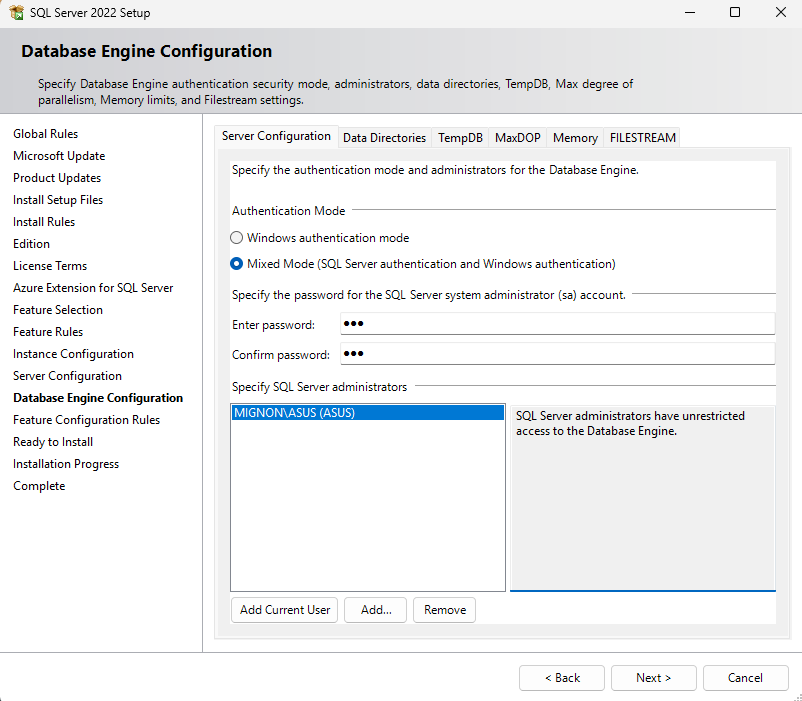 SQL Server 2022 Setup
Database Engine Configuration
Specify Database Engine authentication security mode, administrators, data directories, TempDB, Max degree of
parallelism, Memory limits, and Filestream settings.
Global Rules
Microsoft Update
Product Updates
Install Setup Files
Install Rules
Edition
License Terms
Azure Extension for SQL Server
Feature Selection
Feature Rules
Instance Configuration
Server Configuration
Database Engine Configuration
Feature Configuration Rules
Ready to Install
Installation Progress
Complete
Server Configuration Data Directories TempDB MaxDOP Memory FILESTREAM
Specify the authentication mode and administrators for the Database Engine.
Authentication Mode
Windows authentication mode
Mixed Mode (SQL Server authentication and Windows authentication)
Specify the password for the SQL Server system administrator (sa) account.
Enter password: ●●●
Confirm password: ●●●
Specify SQL Server administrators
MIGNON\ASUS (ASUS)
SQL Server administrators have unrestricted
access to the Database Engine.
Add Current User Add... Remove
< Back Next > Cancel